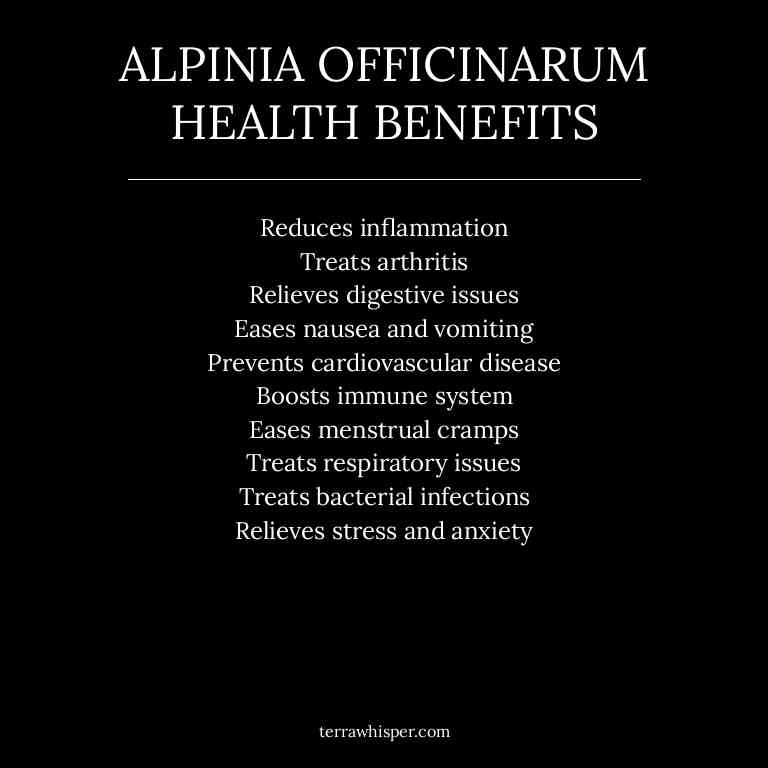 ALPINIA OFFICINARUM
HEALTH BENEFITS
Reduces inflammation
Treats arthritis
Relieves digestive issues
Eases nausea and vomiting
Prevents cardiovascular disease
Boosts immune system
Eases menstrual cramps
Treats respiratory issues
Treats bacterial infections
Relieves stress and anxiety
terrawhisper.com